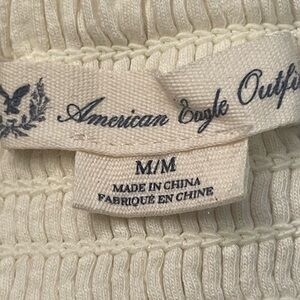 American Eagle Outfi
M/M
MADE IN CHINA
FABRIQUÉ EN CHINE